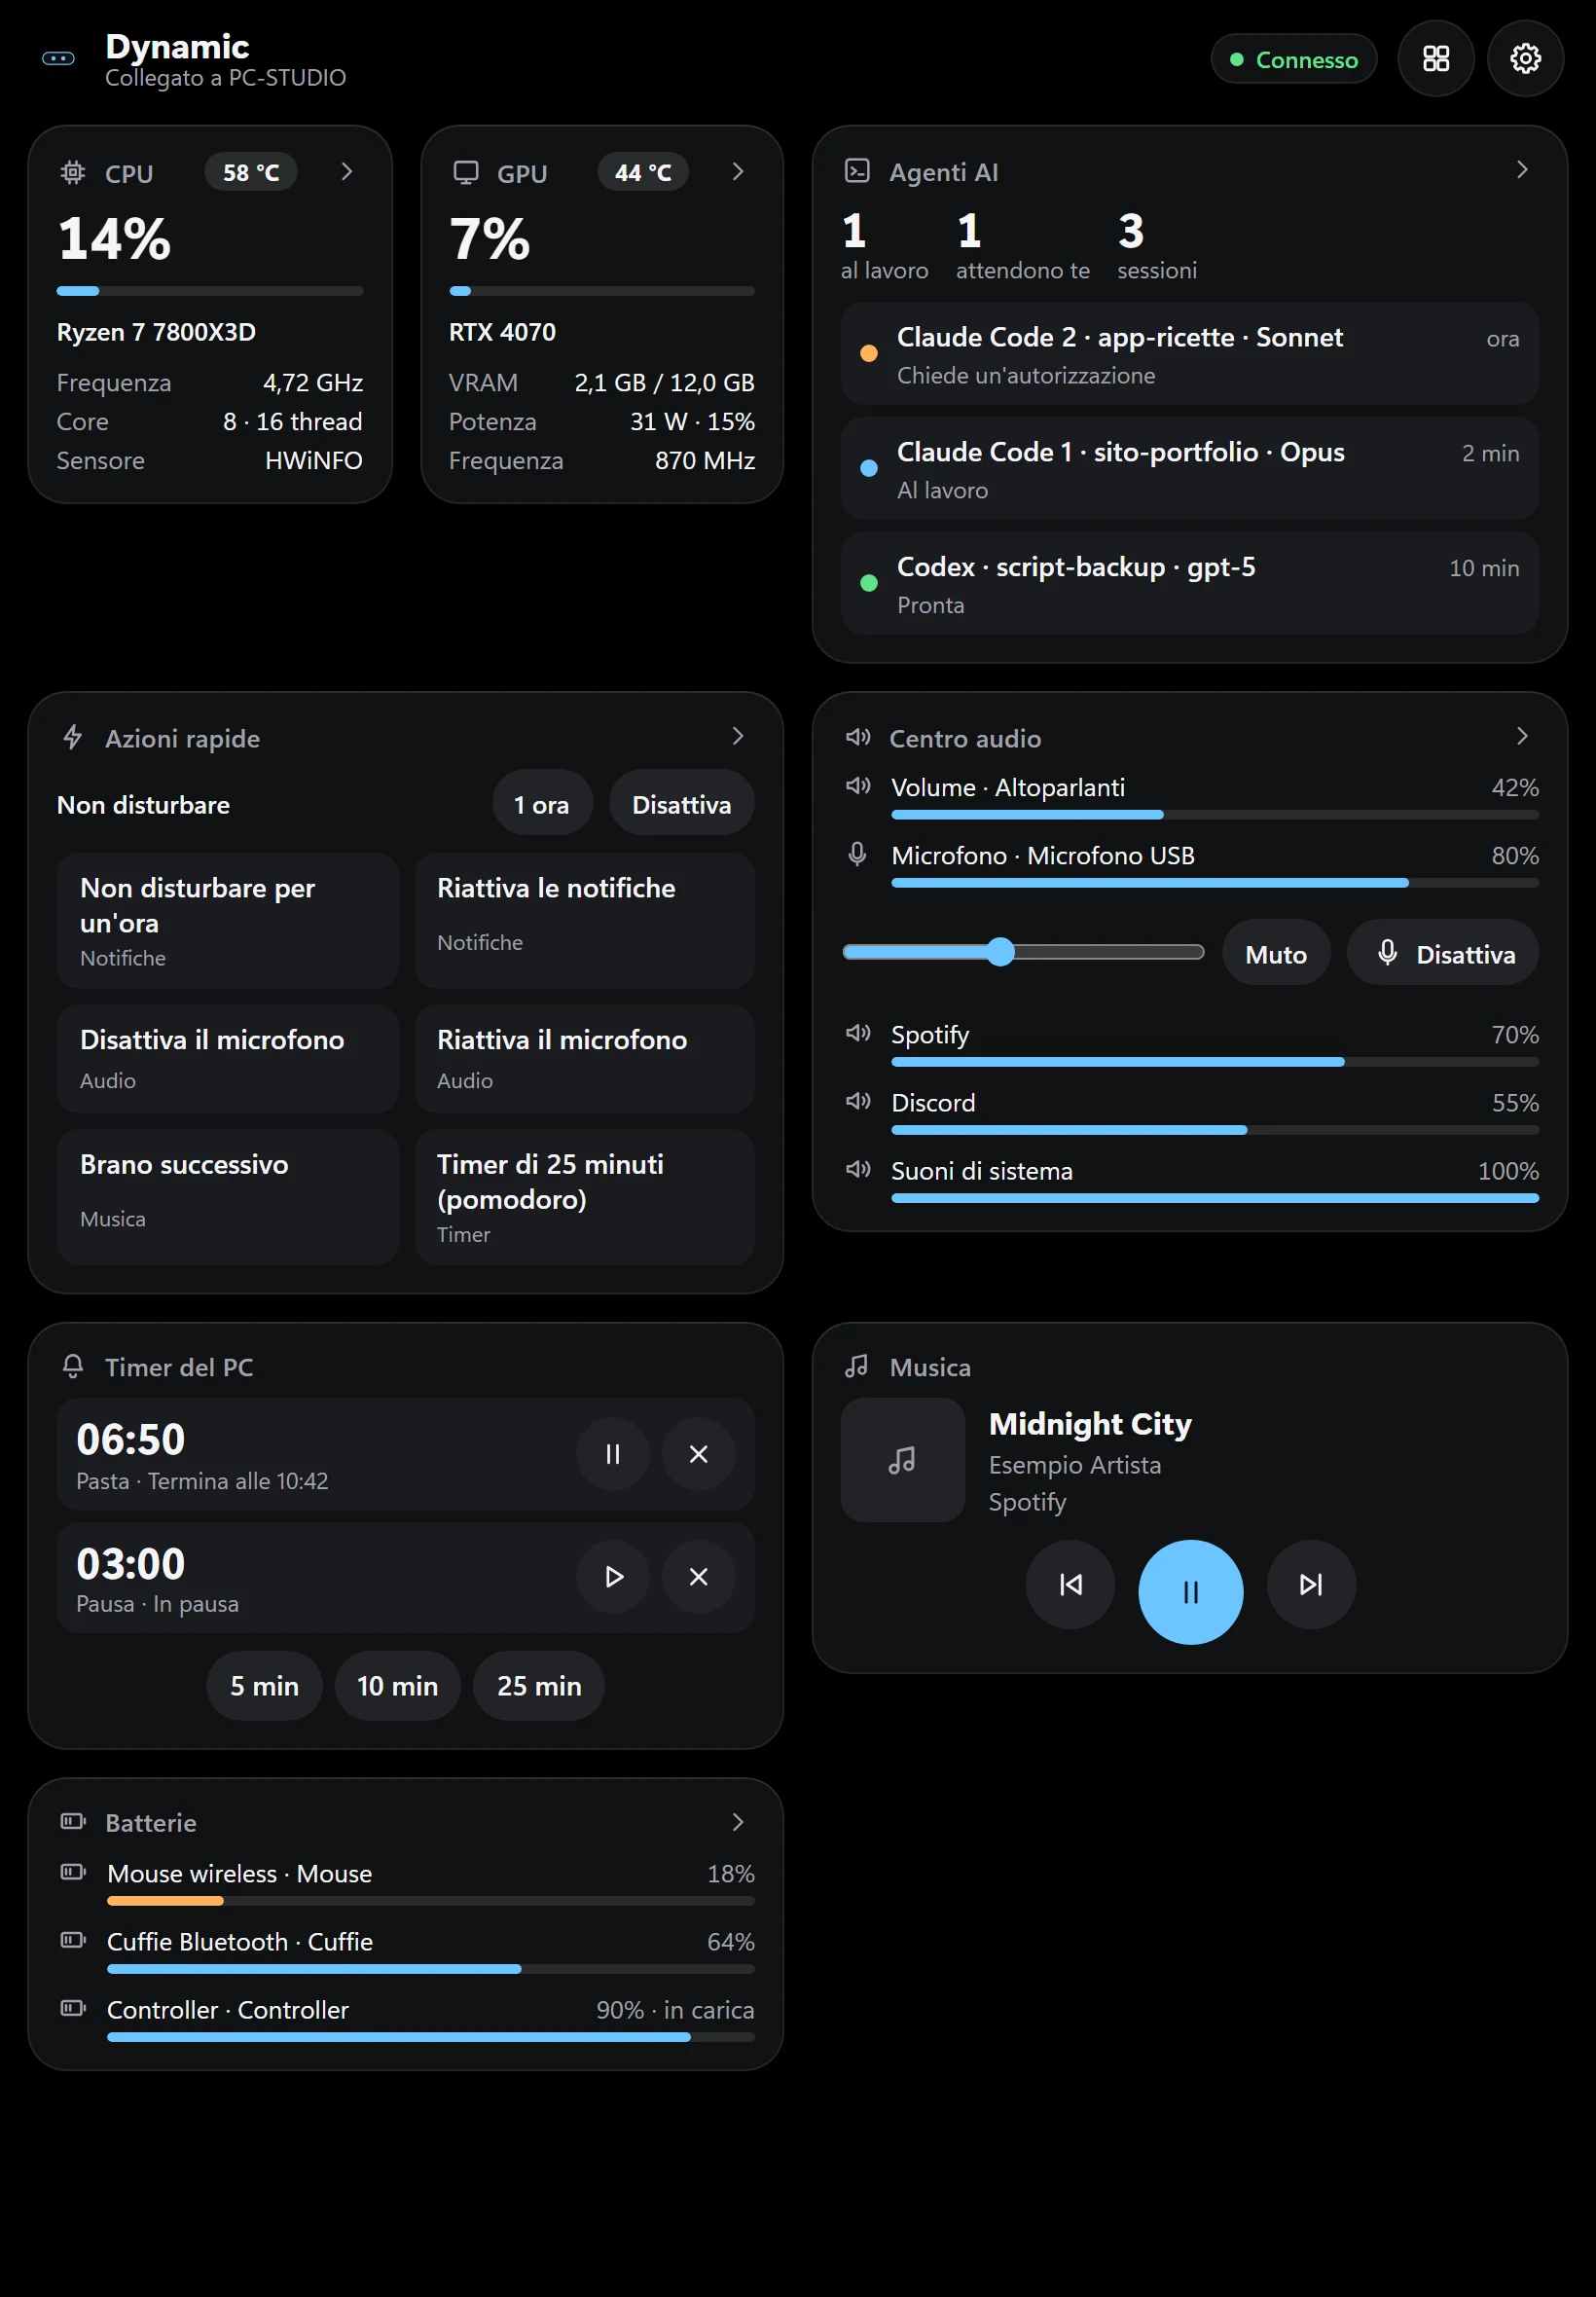 Dynamic
Collegato a PC-STUDIO
Connesso
CPU
58 °C
14%
Ryzen 7 7800X3D
Frequenza 4,72 GHz
Core 8 · 16 thread
Sensore HWiNFO
GPU
44 °C
7%
RTX 4070
VRAM 2,1 GB / 12,0 GB
Potenza 31 W · 15%
Frequenza 870 MHz
Agenti AI
1 1 3
al lavoro attendono te sessioni
Claude Code 2 · app-ricette · Sonnet ora
Chiede un'autorizzazione
Claude Code 1 · sito-portfolio · Opus 2 min
Al lavoro
Codex · script-backup · gpt-5 10 min
Pronta
Azioni rapide
Non disturbare 1 ora Disattiva
Non disturbare per
un'ora
Notifiche
Riattiva le notifiche
Notifiche
Disattiva il microfono
Audio
Riattiva il microfono
Audio
Brano successivo
Musica
Timer di 25 minuti
(pomodoro)
Timer
Centro audio
Volume · Altoparlanti 42%
Microfono · Microfono USB 80%
Muto Disattiva
Spotify 70%
Discord 55%
Suoni di sistema 100%
Timer del PC
06:50
Pasta · Termina alle 10:42
03:00
Pausa · In pausa
5 min 10 min 25 min
Musica
Midnight City
Esempio Artista
Spotify
Batterie
Mouse wireless · Mouse 18%
Cuffie Bluetooth · Cuffie 64%
Controller · Controller 90% · in carica